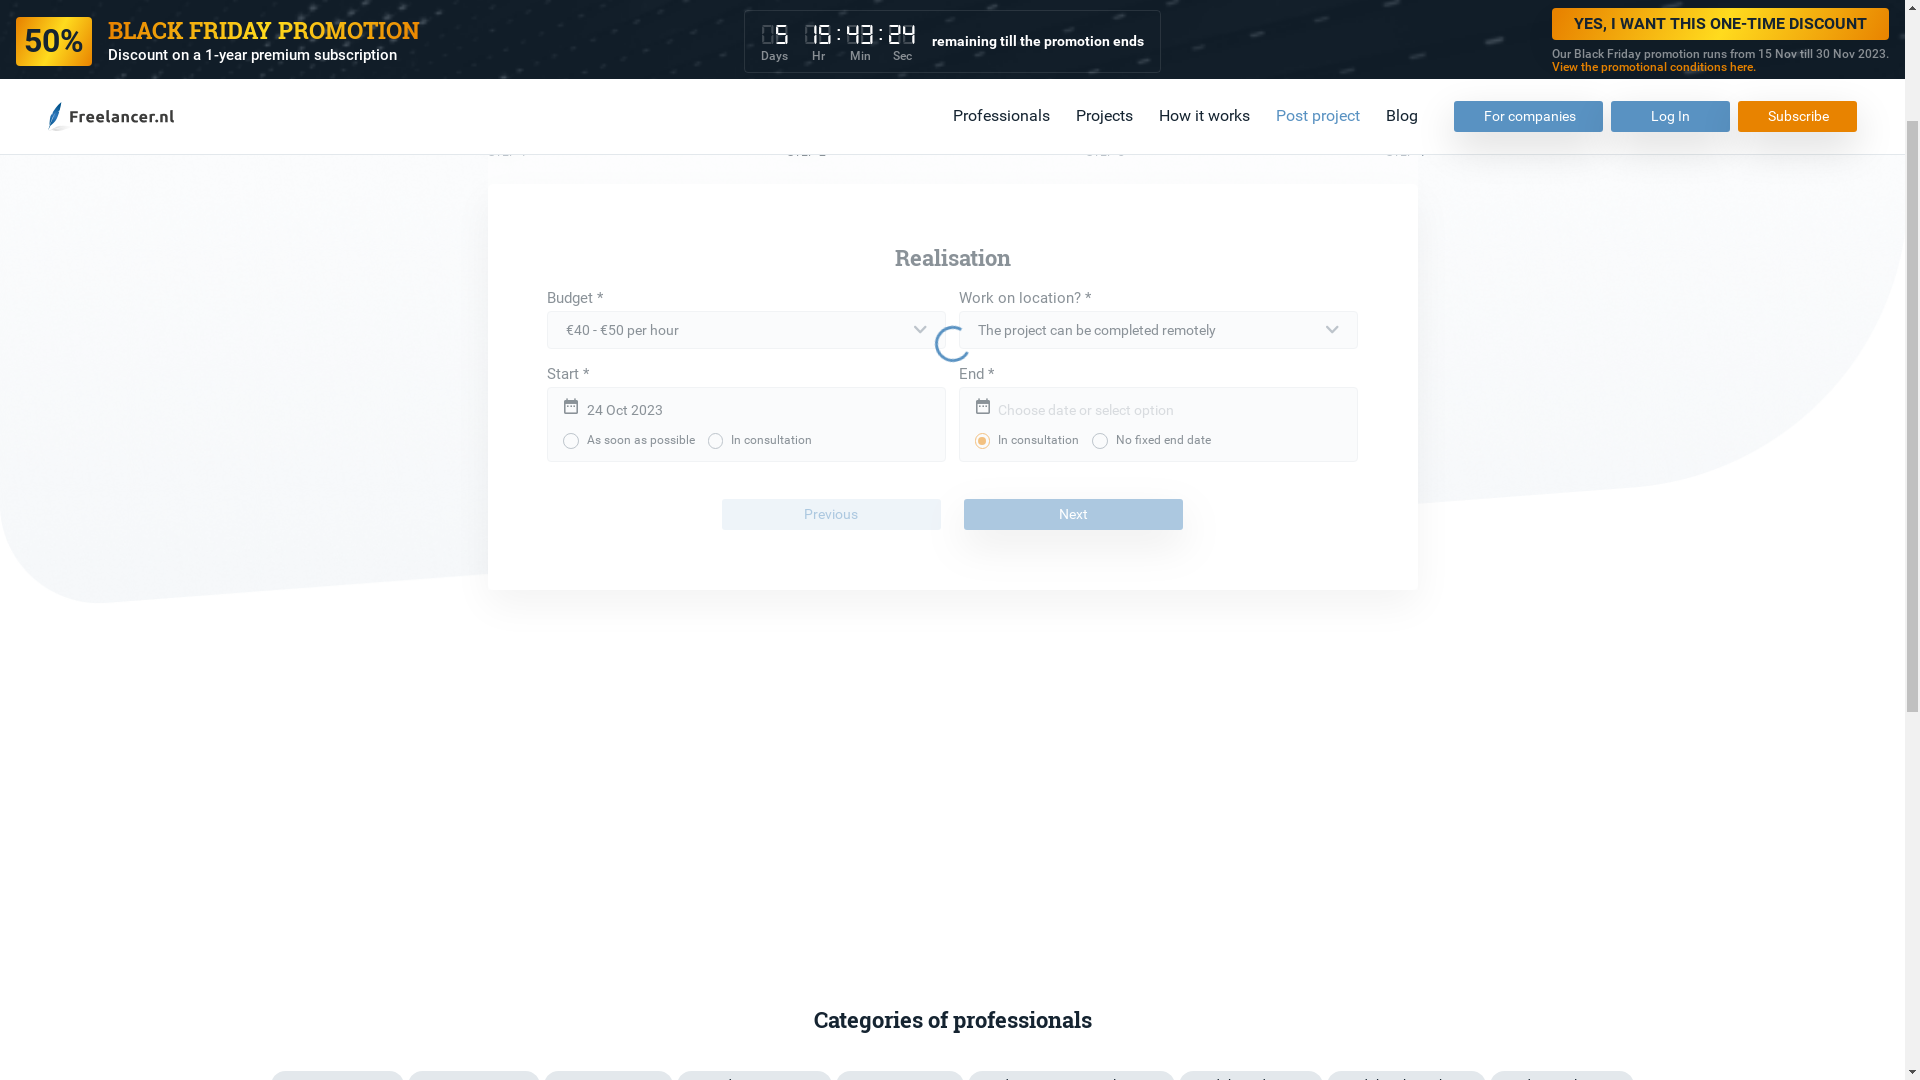 50%
BLACK FRIDAY PROMOTION
Discount on a 1-year premium subscription
5 15 : 43 : 24
Days Hr Min Sec
remaining till the promotion ends
YES, I WANT THIS ONE-TIME DISCOUNT
Our Black Friday promotion runs from 15 Nov till 30 Nov 2023.
View the promotional conditions here.
Freelancer.nl
Professionals Projects How it works Post project Blog For companies Log In Subscribe
Realisation
Budget * Work on location? *
€40 - €50 per hour The project can be completed remotely
Start * End *
24 Oct 2023 Choose date or select option
As soon as possible In consultation In consultation No fixed end date
Previous Next
Categories of professionals